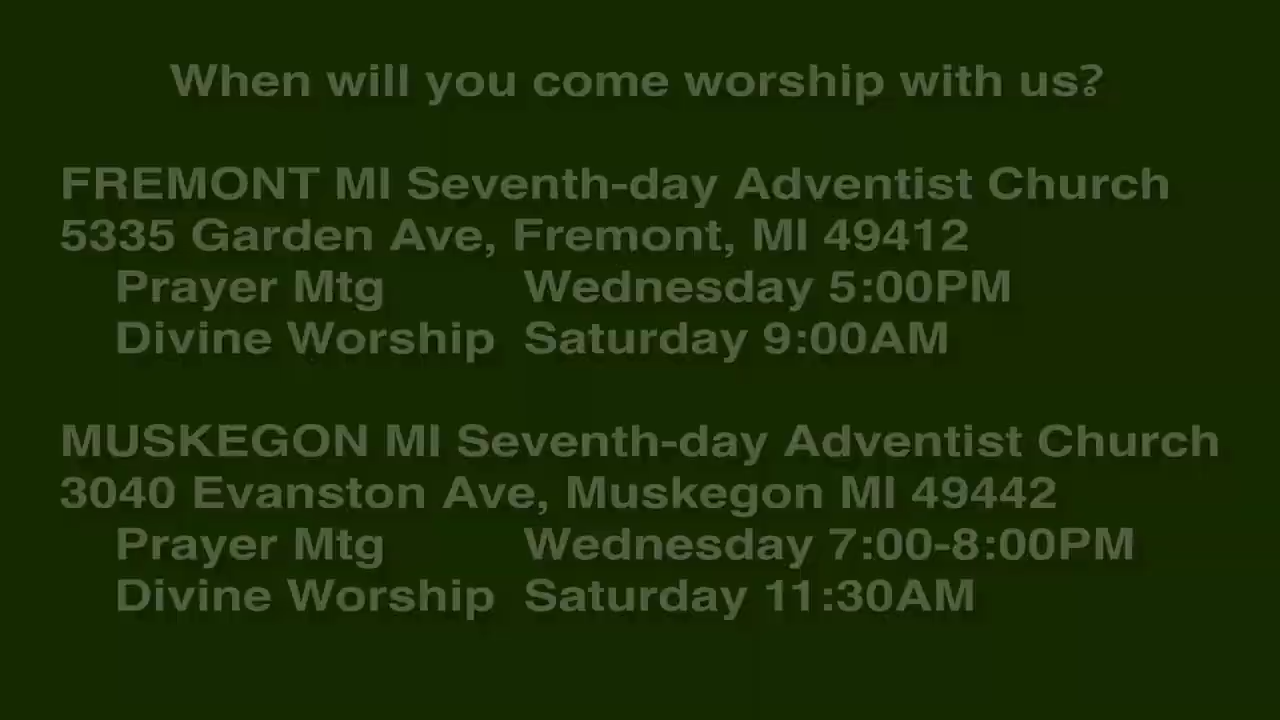 When will you come worship with us?
FREMONT MI Seventh-day Adventist Church
5335 Garden Ave, Fremont, MI 49412
Prayer Mtg Wednesday 5:00PM
Divine Worship Saturday 9:00AM
MUSKEGON MI Seventh-day Adventist Church
3040 Evanston Ave, Muskegon MI 49442
Prayer Mtg Wednesday 7:00-8:00PM
Divine Worship Saturday 11:30AM